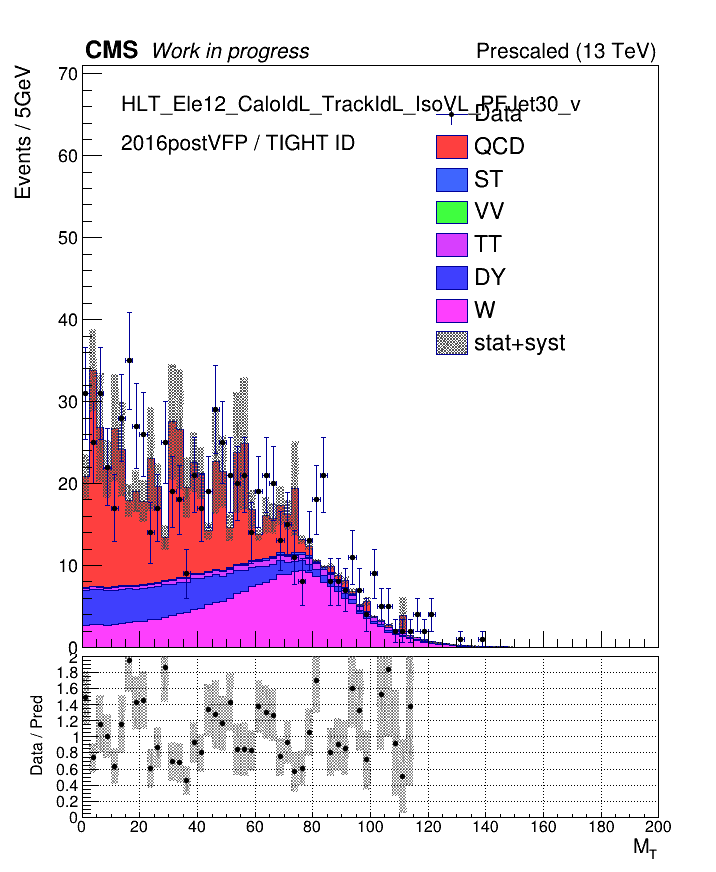 CMS Work in progress Prescaled (13 TeV)
Events / 5GeV
70
60
50
40
30
20
10
0
HLT_Ele12_CaloIdL_TrackIdL_IsoVL_PFJet30_v
2016postVFP / TIGHT ID
Data
QCD
ST
VV
TT
DY
W
stat+syst
Data / Pred
2
1.8
1.6
1.4
1.2
1
0.8
0.6
0.4
0.2
0
0 20 40 60 80 100 120 140 160 180 200
M_T